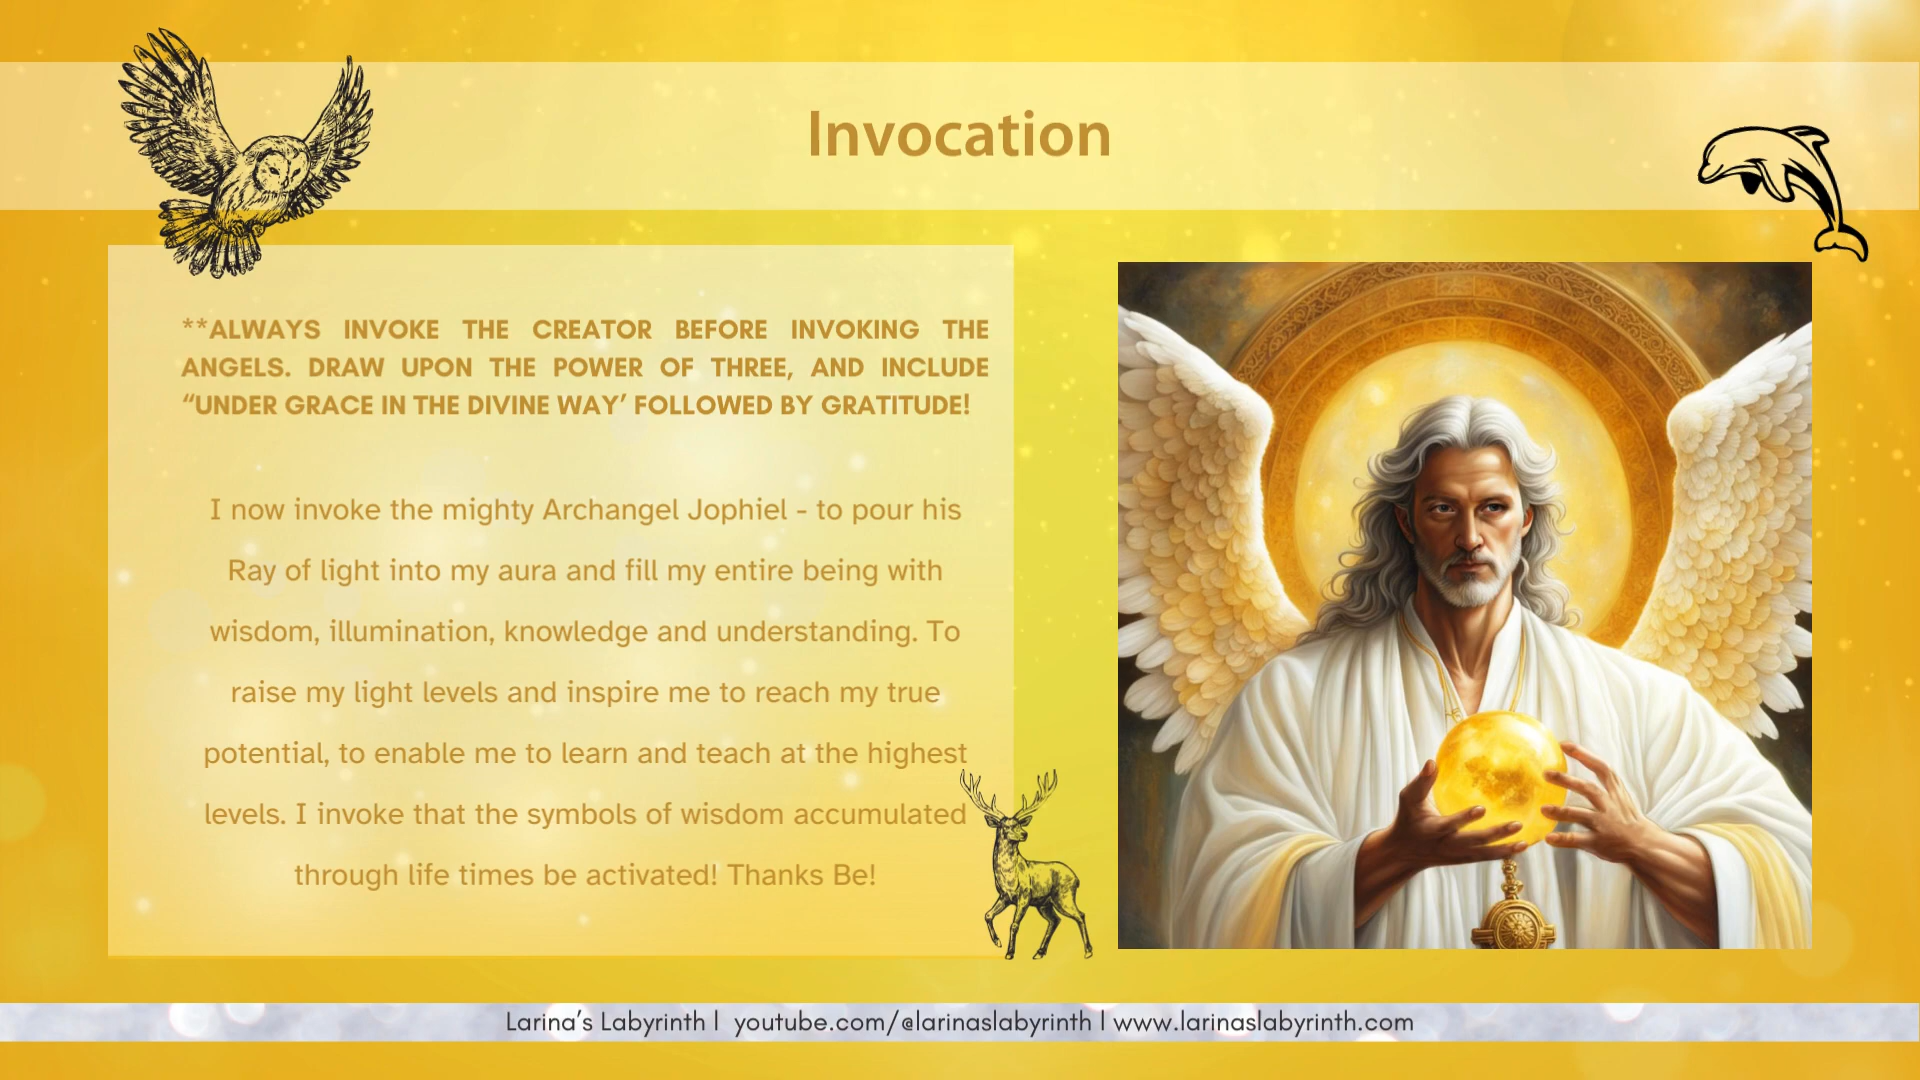 Invocation
**ALWAYS INVOKE THE CREATOR BEFORE INVOKING THE
ANGELS. DRAW UPON THE POWER OF THREE, AND INCLUDE
“UNDER GRACE IN THE DIVINE WAY’ FOLLOWED BY GRATITUDE!
I now invoke the mighty Archangel Jophiel - to pour his
Ray of light into my aura and fill my entire being with
wisdom, illumination, knowledge and understanding. To
raise my light levels and inspire me to reach my true
potential, to enable me to learn and teach at the highest
levels. I invoke that the symbols of wisdom accumulated
through life times be activated! Thanks Be!
Larina’s Labyrinth | youtube.com/@larinaslabyrinth | www.larinaslabyrinth.com